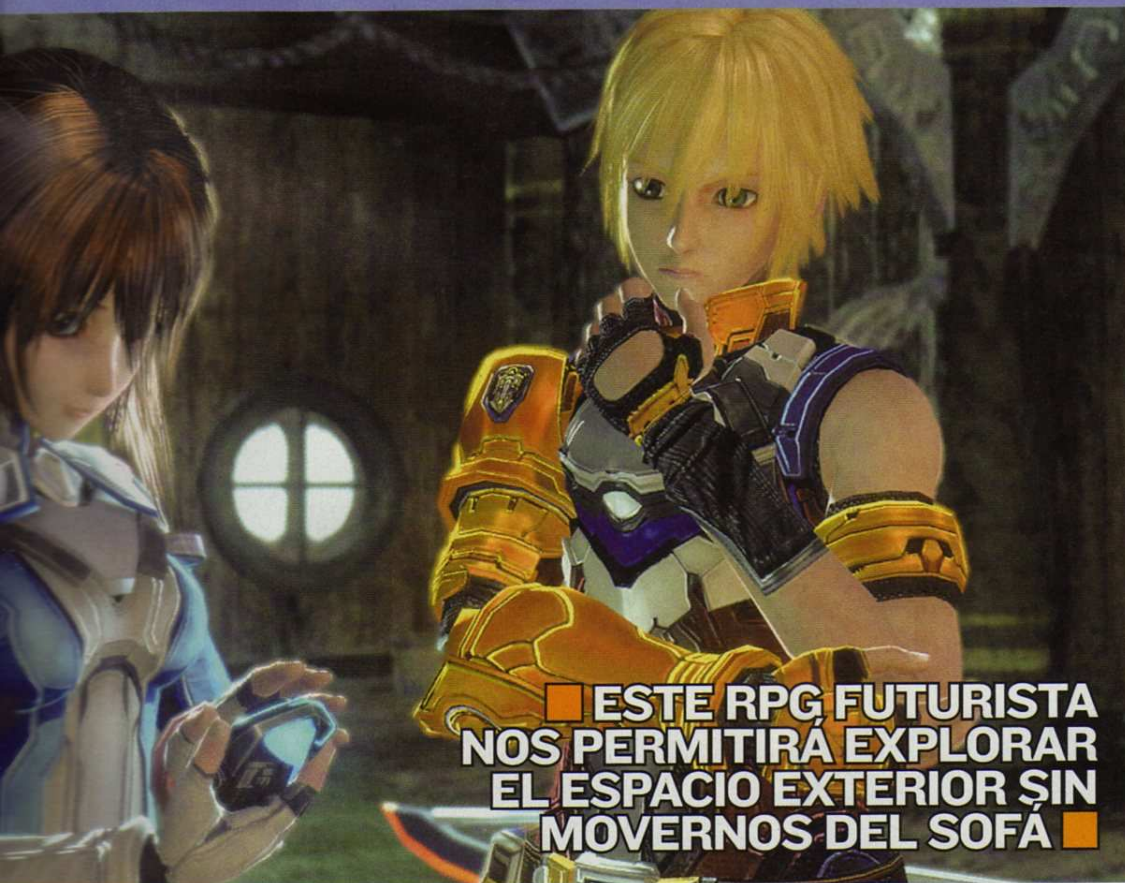 ESTE RPG FUTURISTA
NOS PERMITIRÁ EXPLORAR
EL ESPACIO EXTERIOR SIN
MOVERNOS DEL SOFÁ